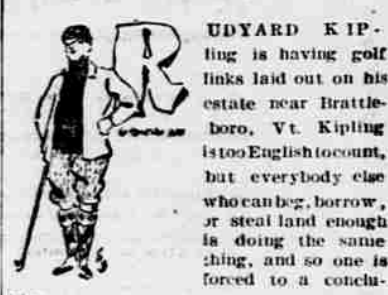 RUDYARD KIP-
ling is having golf
links laid out on his
estate near Brattle-
boro, Vt. Kipling
is too English to count,
but everybody else
who can beg, borrow,
or steal land enough
is doing the same
thing, and so one is
forced to a conclu-